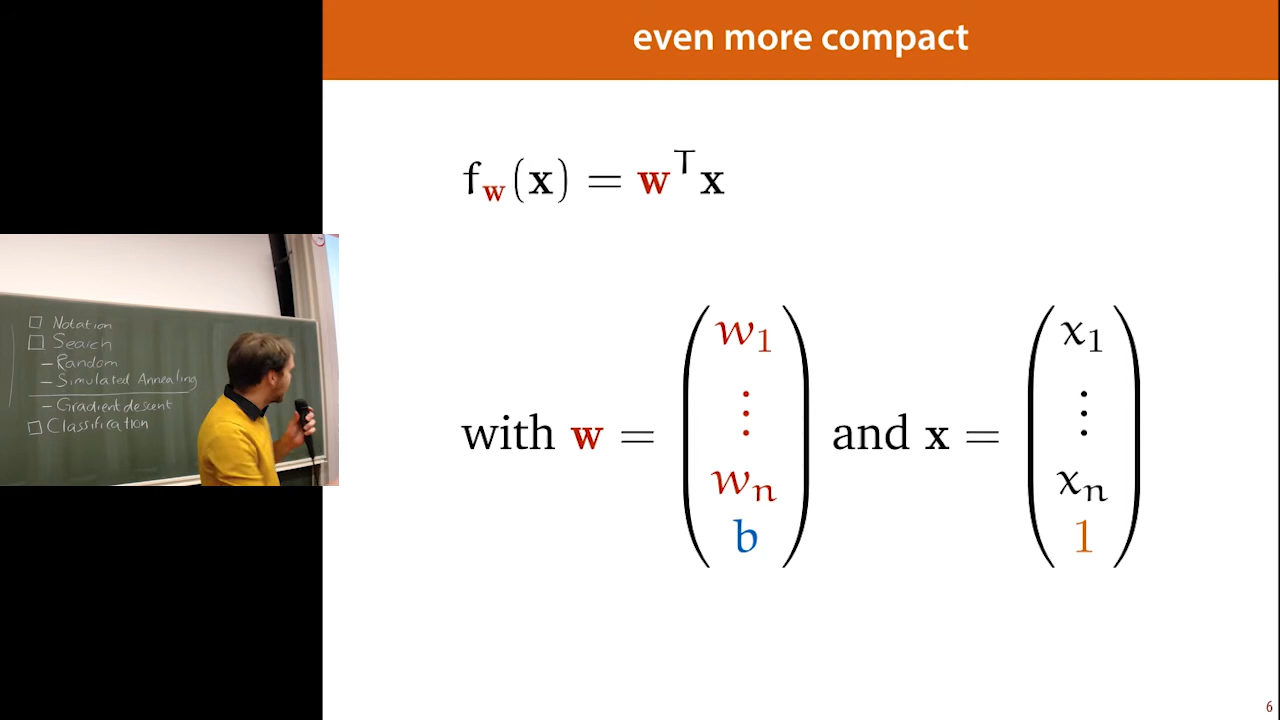 even more compact
f_w(x) = w^T x
with w = (w_1 ⋮ w_n b) and x = (x_1 ⋮ x_n 1)
□ Notation
□ Search
– Random
– Simulated Annealing
– Gradient descent
□ Classification
6